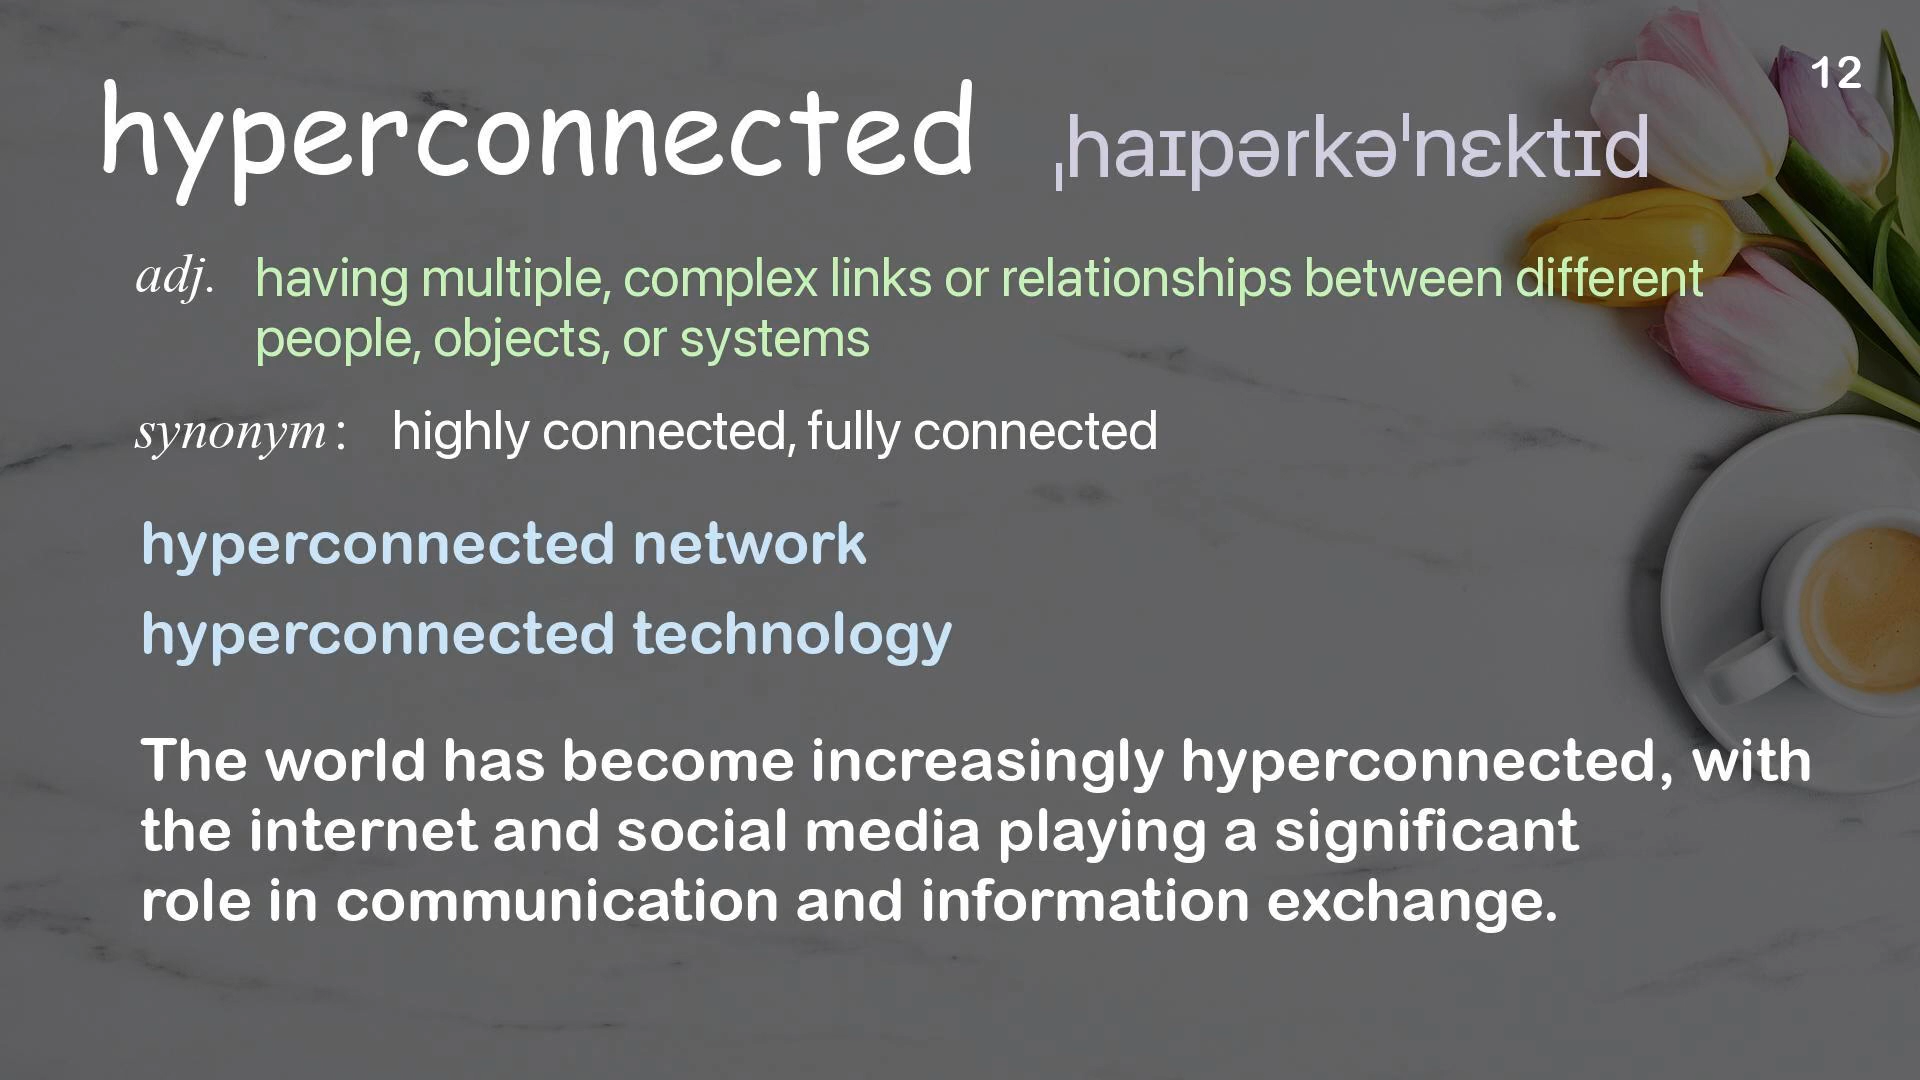 12
hyperconnected ˌhaɪpərkəˈnɛktɪd
adj. having multiple, complex links or relationships between different
people, objects, or systems
synonym : highly connected, fully connected
hyperconnected network
hyperconnected technology
The world has become increasingly hyperconnected, with
the internet and social media playing a significant
role in communication and information exchange.